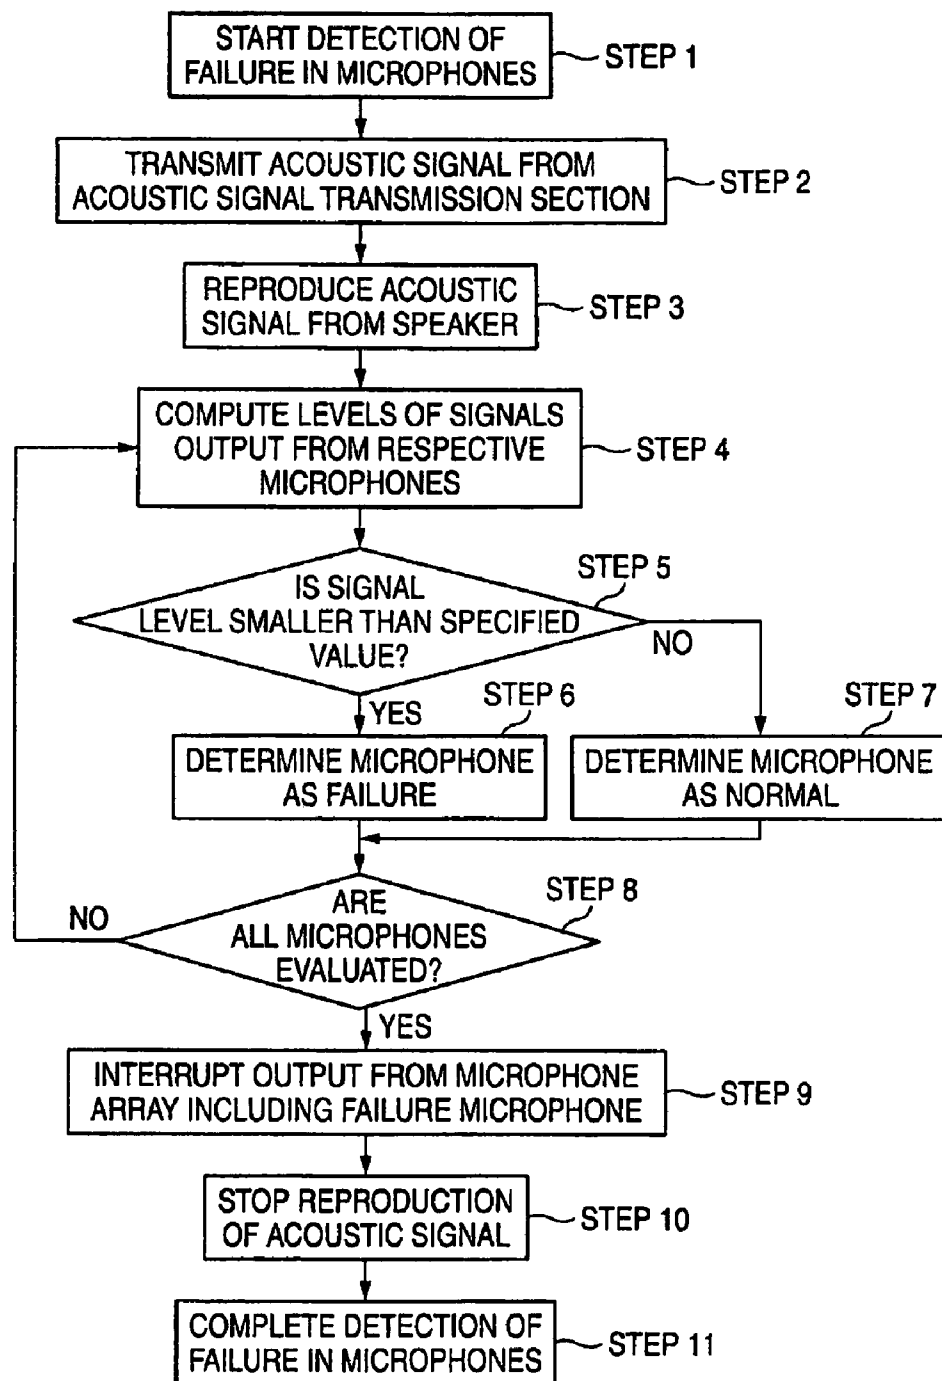 START DETECTION OF
FAILURE IN MICROPHONES
STEP 1
TRANSMIT ACOUSTIC SIGNAL FROM
ACOUSTIC SIGNAL TRANSMISSION SECTION
STEP 2
REPRODUCE ACOUSTIC
SIGNAL FROM SPEAKER
STEP 3
COMPUTE LEVELS OF SIGNALS
OUTPUT FROM RESPECTIVE
MICROPHONES
STEP 4
IS SIGNAL
LEVEL SMALLER THAN SPECIFIED
VALUE?
STEP 5
NO
YES
STEP 6
DETERMINE MICROPHONE
AS FAILURE
STEP 7
DETERMINE MICROPHONE
AS NORMAL
ARE
ALL MICROPHONES
EVALUATED?
STEP 8
NO
YES
INTERRUPT OUTPUT FROM MICROPHONE
ARRAY INCLUDING FAILURE MICROPHONE
STEP 9
STOP REPRODUCTION
OF ACOUSTIC SIGNAL
STEP 10
COMPLETE DETECTION OF
FAILURE IN MICROPHONES
STEP 11